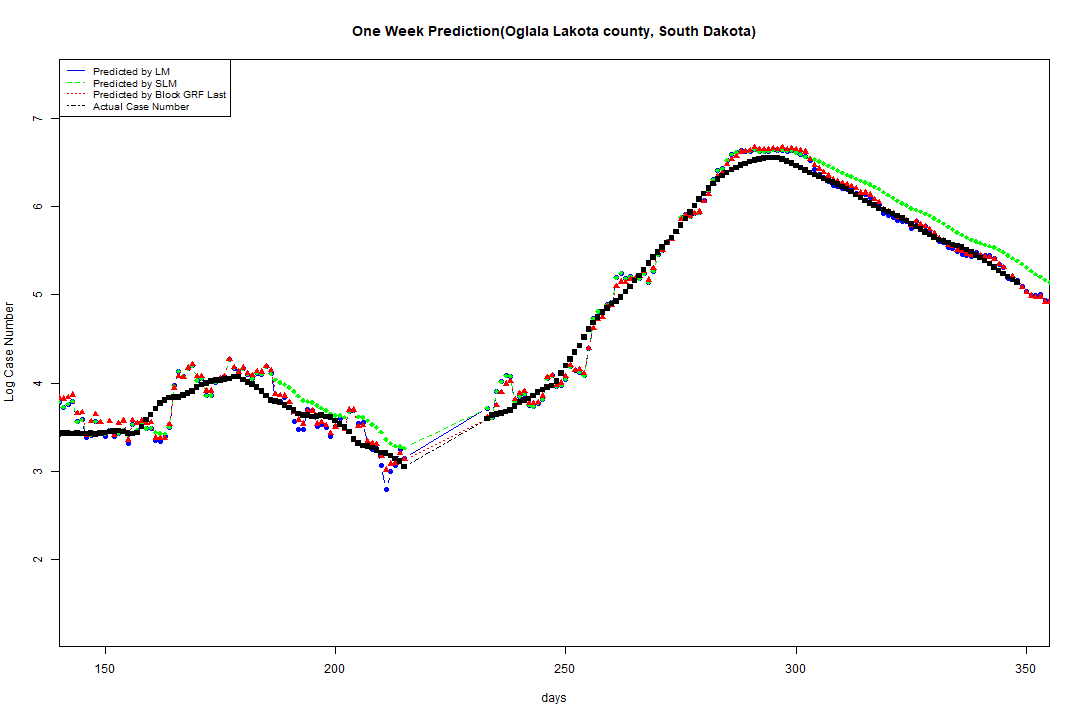 One Week Prediction(Oglala Lakota county, South Dakota)
Predicted by LM
Predicted by SLM
Predicted by Block GRF Last
Actual Case Number
7
6
5
4
3
2
Log Case Number
150 200 250 300 350
days